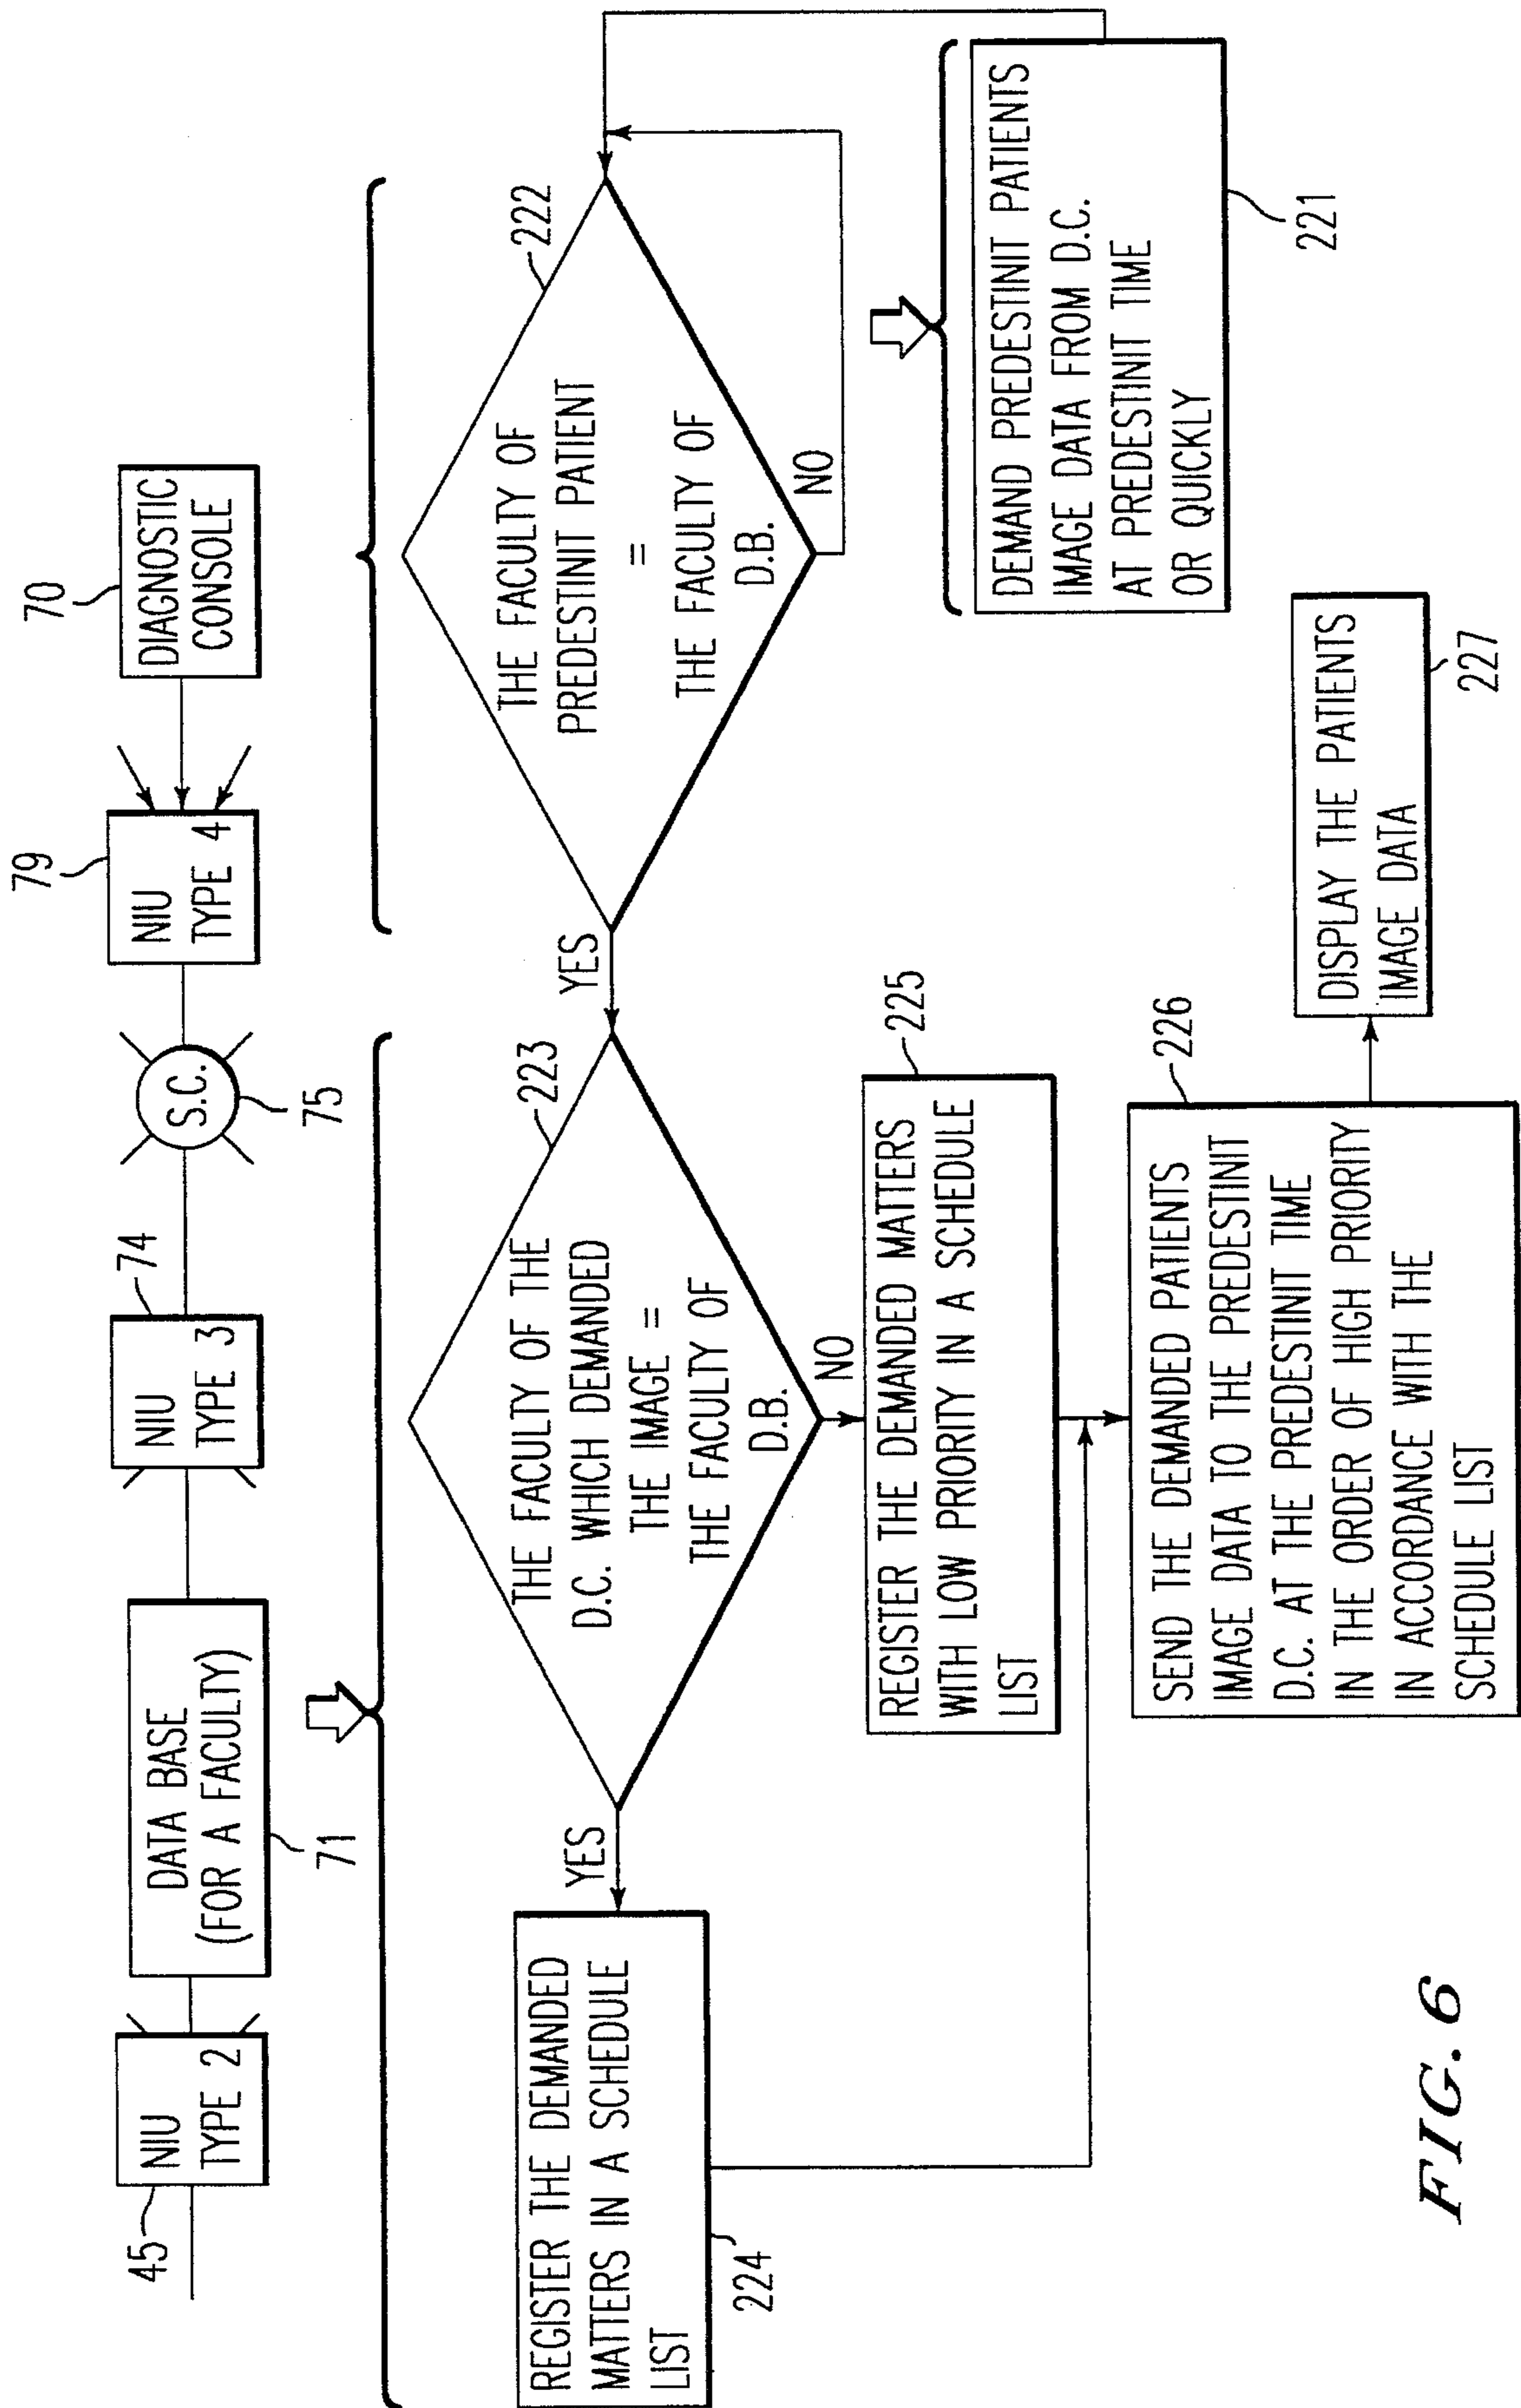 45
NIU
TYPE 2
DATA BASE
(FOR A FACULTY)
71
NIU
TYPE 3
74
S.C.
75
NIU
TYPE 4
79
DIAGNOSTIC
CONSOLE
70
REGISTER THE DEMANDED
MATTERS IN A SCHEDULE
LIST
224
YES
THE FACULTY OF THE
D.C. WHICH DEMANDED
THE IMAGE =
THE FACULTY OF
D.B.
223
NO
YES
THE FACULTY OF
PREDESTINIT PATIENT
=
THE FACULTY OF
D.B.
222
NO
REGISTER THE DEMANDED MATTERS
WITH LOW PRIORITY IN A SCHEDULE
LIST
225
DEMAND PREDESTINIT PATIENTS
IMAGE DATA FROM D.C.
AT PREDESTINIT TIME
OR QUICKLY
221
SEND THE DEMANDED PATIENTS
IMAGE DATA TO THE PREDESTINIT
D.C. AT THE PREDESTINIT TIME
IN THE ORDER OF HIGH PRIORITY
IN ACCORDANCE WITH THE
SCHEDULE LIST
226
DISPLAY THE PATIENTS
IMAGE DATA
227
FIG. 6